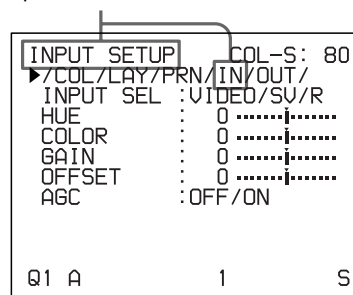 INPUT SETUP COL-S: 80
▶/COL/LAY/PRN/IN/OUT/
INPUT SEL :VIDEO/SV/R
HUE : 0
COLOR : 0
GAIN : 0
OFFSET : 0
AGC :OFF/ON
Q1 A 1 S